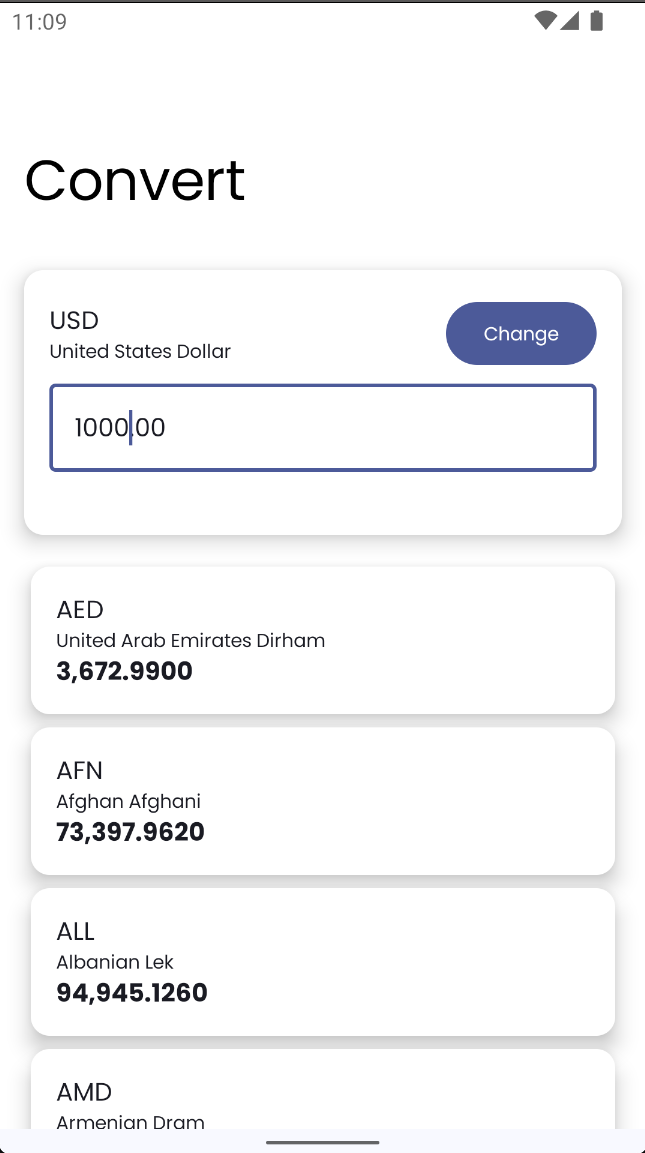 11:09
Convert
USD
United States Dollar
Change
1000.00
AED
United Arab Emirates Dirham
3,672.9900
AFN
Afghan Afghani
73,397.9620
ALL
Albanian Lek
94,945.1260
AMD
Armenian Dram